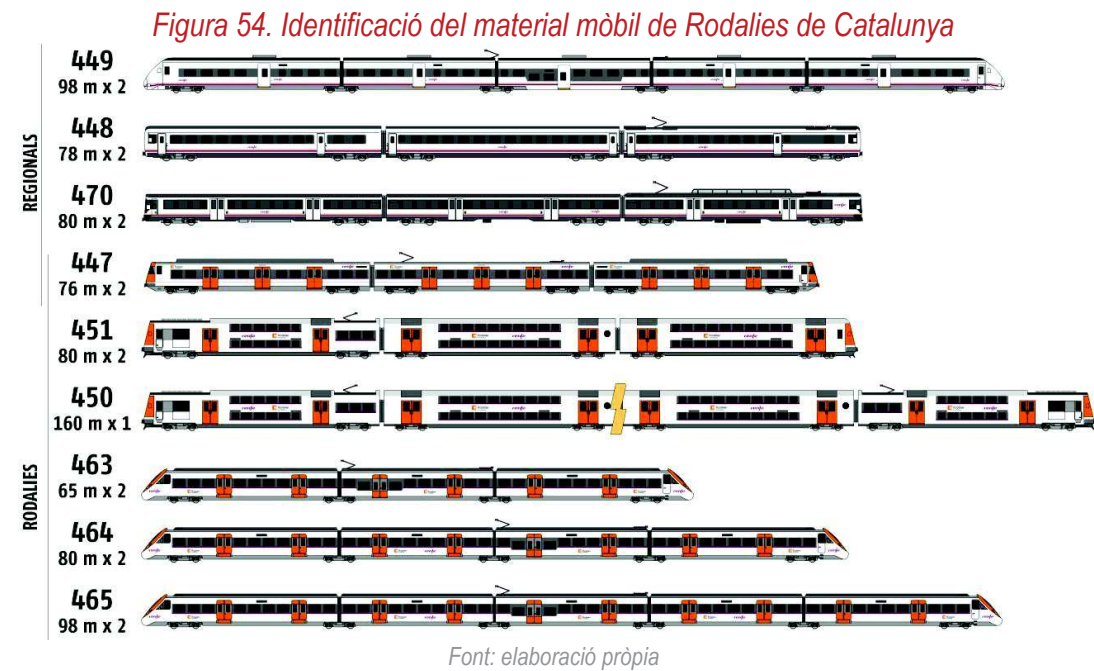 Figura 54. Identificació del material mòbil de Rodalies de Catalunya
REGIONALS
449
98 m x 2
448
78 m x 2
470
80 m x 2
447
76 m x 2
RODALIES
451
80 m x 2
450
160 m x 1
463
65 m x 2
464
80 m x 2
465
98 m x 2
Font: elaboració pròpia